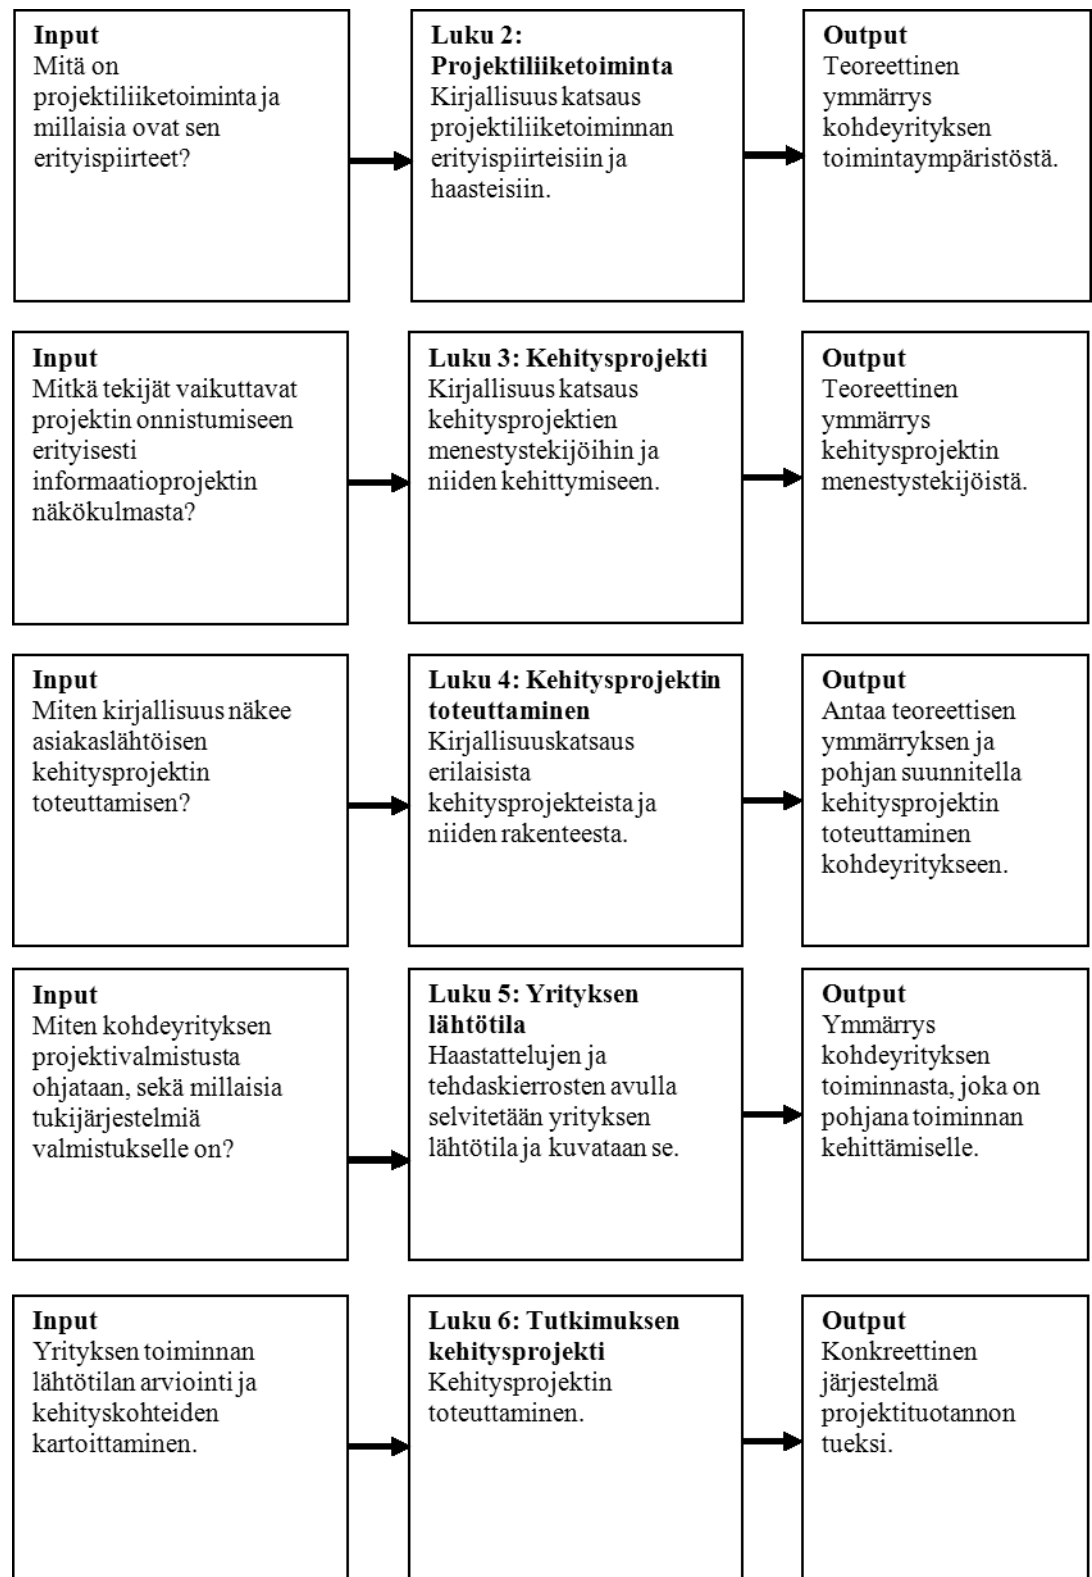 Input
Mitä on
projektiliiketoiminta ja
millaisia ovat sen
erityispiirteet?
Luku 2:
Projektiliiketoiminta
Kirjallisuus katsaus
projektiliiketoiminnan
erityispiirteisiin ja
haasteisiin.
Output
Teoreettinen
ymmärrys
kohdeyrityksen
toimintaympäristöstä.
Input
Mitkä tekijät vaikuttavat
projektin onnistumiseen
erityisesti
informaatioprojektin
näkökulmasta?
Luku 3: Kehitysprojekti
Kirjallisuus katsaus
kehitysprojektien
menestystekijöihin ja
niiden kehittymiseen.
Output
Teoreettinen
ymmärrys
kehitysprojektin
menestystekijöistä.
Input
Miten kirjallisuus näkee
asiakaslähtöisen
kehitysprojektin
toteuttamisen?
Luku 4: Kehitysprojektin
toteuttaminen
Kirjallisuuskatsaus
erilaisista
kehitysprojekteista ja
niiden rakenteesta.
Output
Antaa teoreettisen
ymmärryksen ja
pohjan suunnitella
kehitysprojektin
toteuttaminen
kohdeyritykseen.
Input
Miten kohdeyrityksen
projektivalmistusta
ohjataan, sekä millaisia
tukijärjestelmiä
valmistukselle on?
Luku 5: Yrityksen
lähtötila
Haastattelujen ja
tehdaskierrosten avulla
selvitetään yrityksen
lähtötila ja kuvataan se.
Output
Ymmärrys
kohdeyrityksen
toiminnasta, joka on
pohjana toiminnan
kehittämiselle.
Input
Yrityksen toiminnan
lähtötilan arviointi ja
kehityskohteiden
kartoittaminen.
Luku 6: Tutkimuksen
kehitysprojekti
Kehitysprojektin
toteuttaminen.
Output
Konkreettinen
järjestelmä
projektituotannon
tueksi.